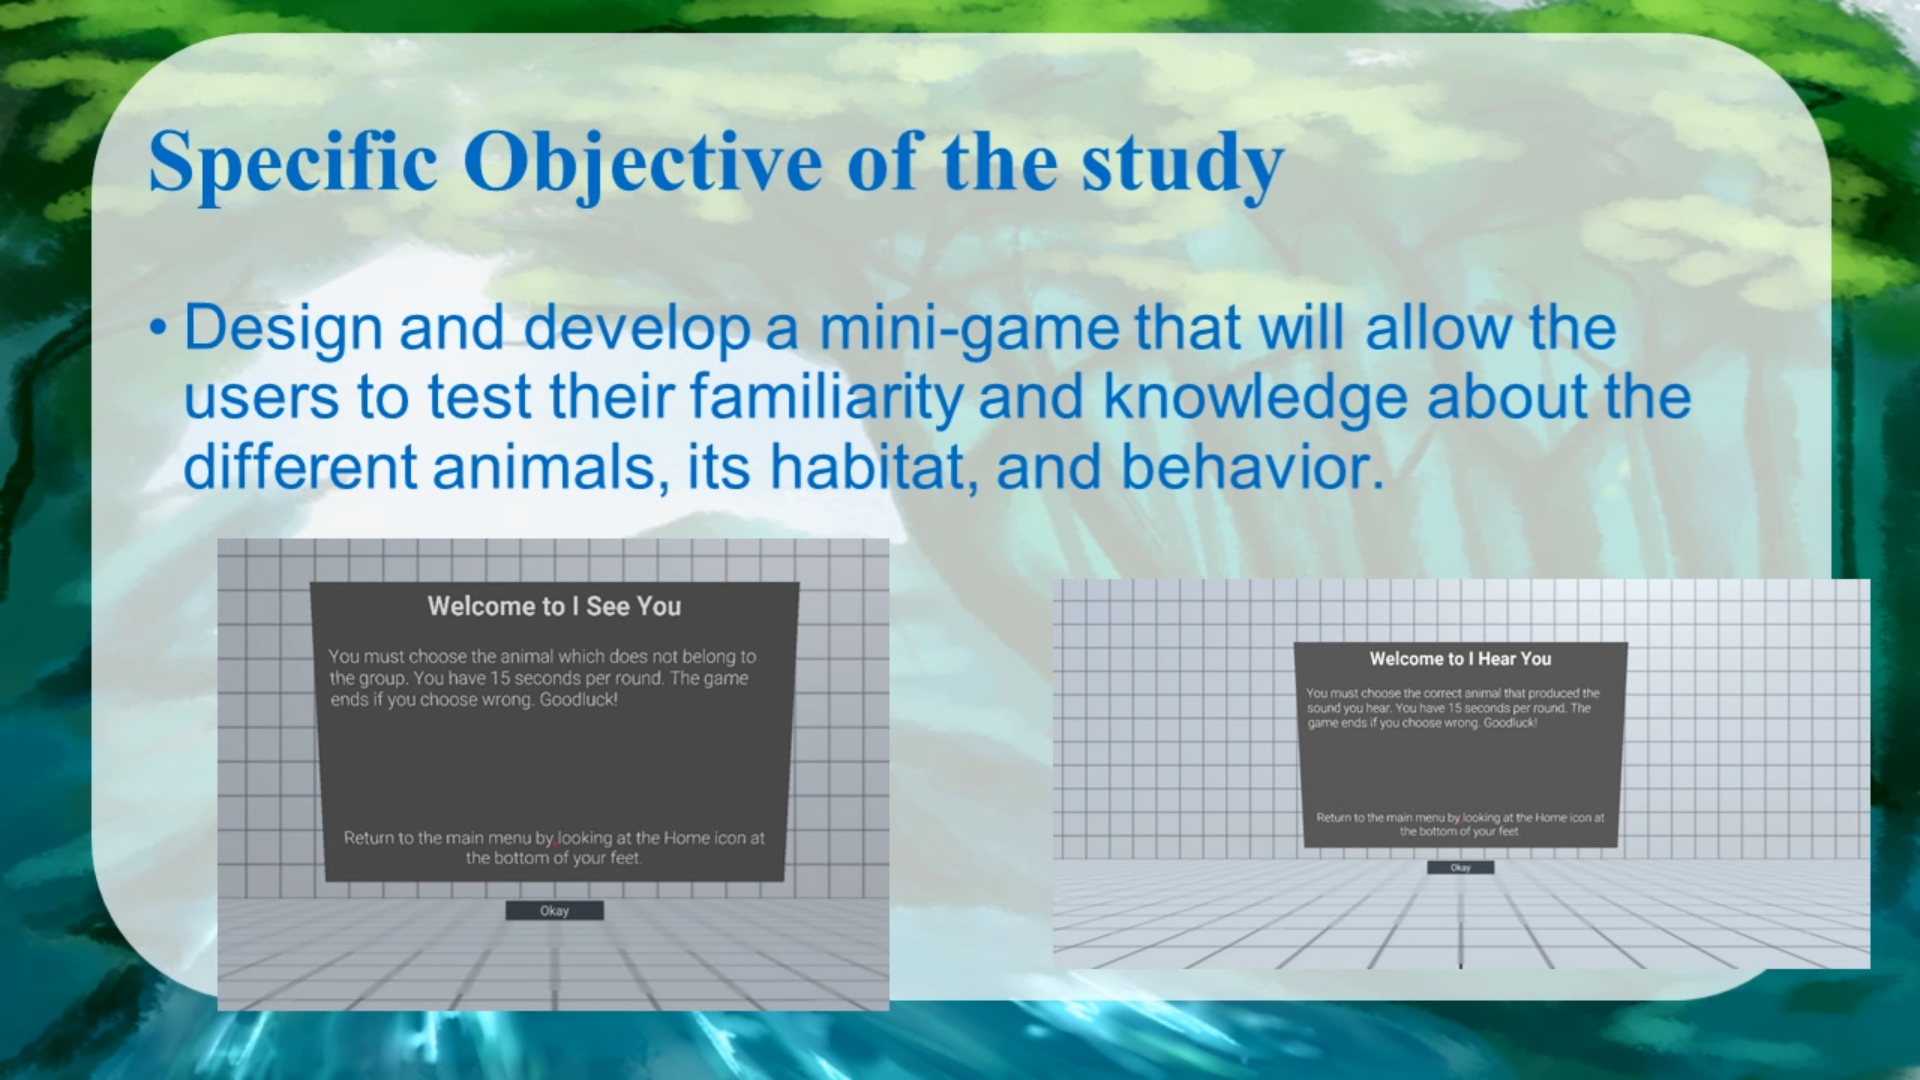 Specific Objective of the study
• Design and develop a mini-game that will allow the
users to test their familiarity and knowledge about the
different animals, its habitat, and behavior.
Welcome to I See You
You must choose the animal which does not belong to
the group. You have 15 seconds per round. The game
ends if you choose wrong. Goodluck!
Return to the main menu by looking at the Home icon at
the bottom of your feet.
Okay
Welcome to I Hear You
You must choose the correct animal that produced the
sound you hear. You have 15 seconds per round. The
game ends if you choose wrong. Goodluck!
Return to the main menu by looking at the Home icon at
the bottom of your feet.
Okay